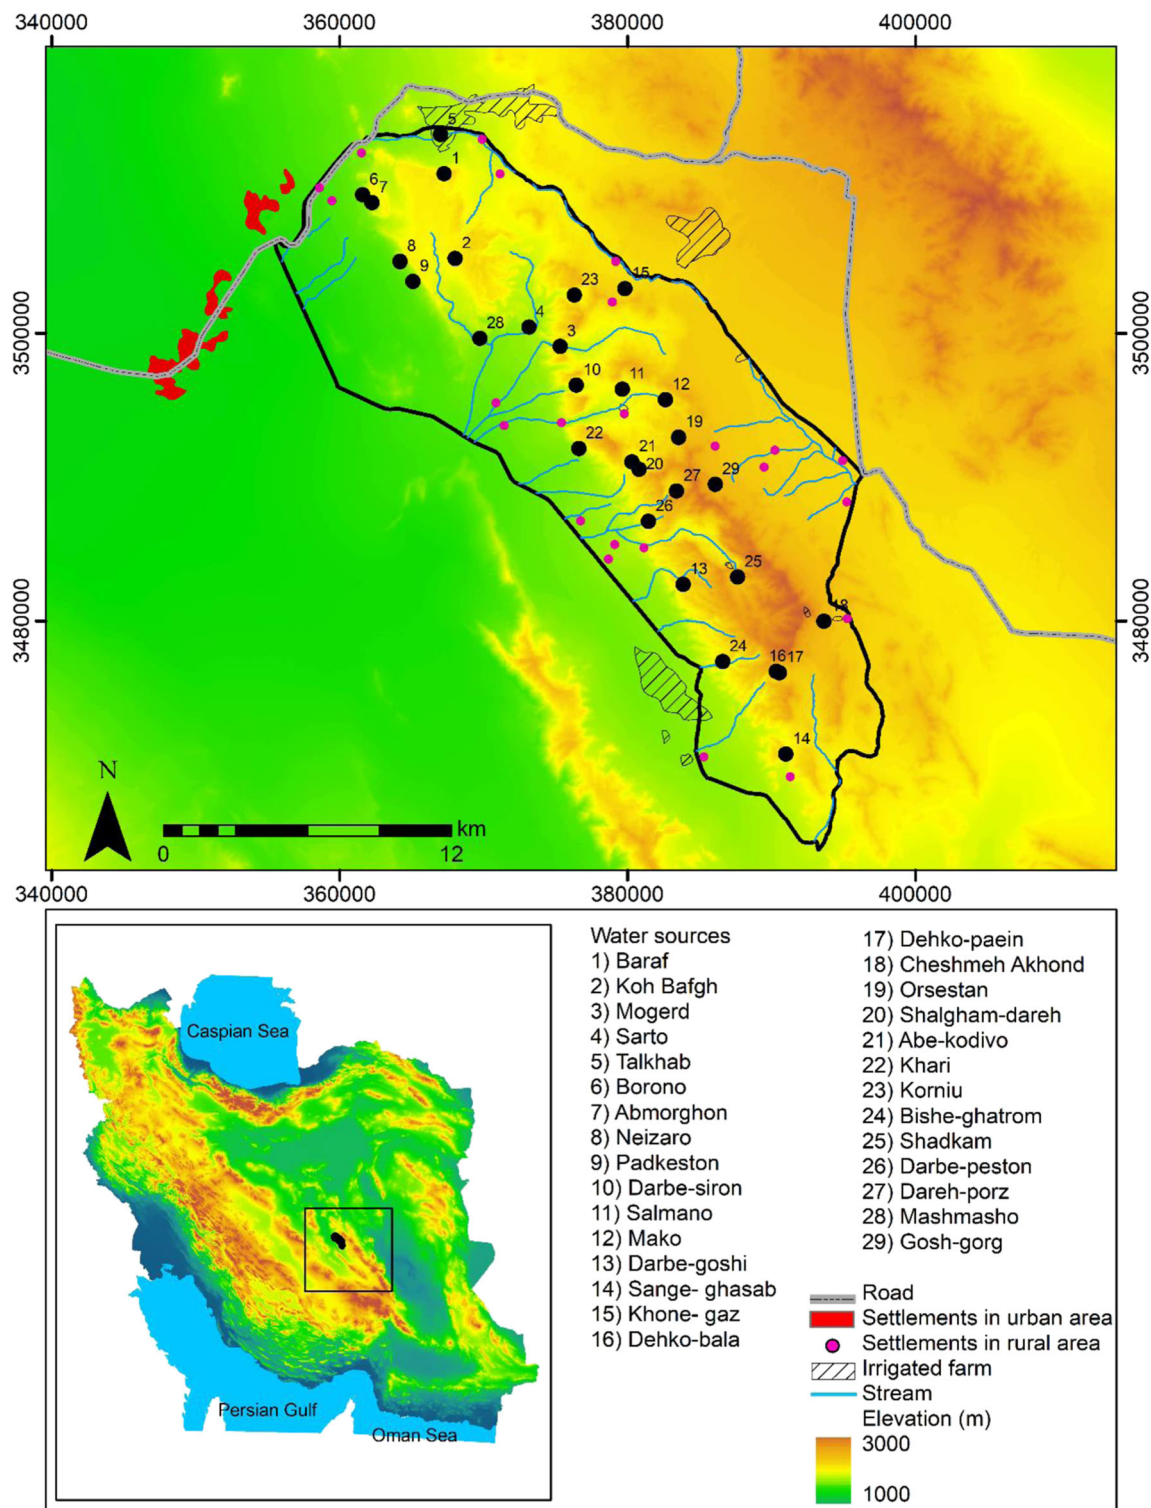 340000 360000 380000 400000
5
1
6
7
8
2
9
23
15
28
4
3
10
11
12
22
21
19
20
27
29
26
13
25
18
24
16 17
14
3500000
3480000
3500000
3480000
N
km
0 12
340000 360000 380000 400000
Caspian Sea
Persian Gulf
Oman Sea
Water sources
1) Baraf
2) Koh Bafgh
3) Mogerd
4) Sarto
5) Talkhab
6) Borono
7) Abmorghon
8) Neizaro
9) Padkeston
10) Darbe-siron
11) Salmano
12) Mako
13) Darbe-goshi
14) Sange- ghasab
15) Khone- gaz
16) Dehko-bala
17) Dehko-paein
18) Cheshmeh Akhond
19) Orsestan
20) Shalgham-dareh
21) Abe-kodivo
22) Khari
23) Korniu
24) Bishe-ghatrom
25) Shadkam
26) Darbe-peston
27) Dareh-porz
28) Mashmasho
29) Gosh-gorg
Road
Settlements in urban area
Settlements in rural area
Irrigated farm
Stream
Elevation (m)
3000
1000